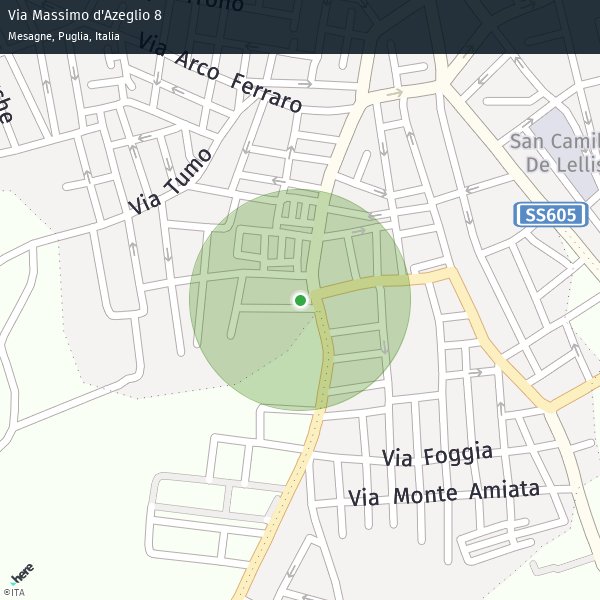 Via Massimo d'Azeglio 8
Mesagne, Puglia, Italia
Via Arco Ferraro
Via Tumo
San Camil
De Lellis
SS605
Via Foggia
Via Monte Amiata
here
©ITA